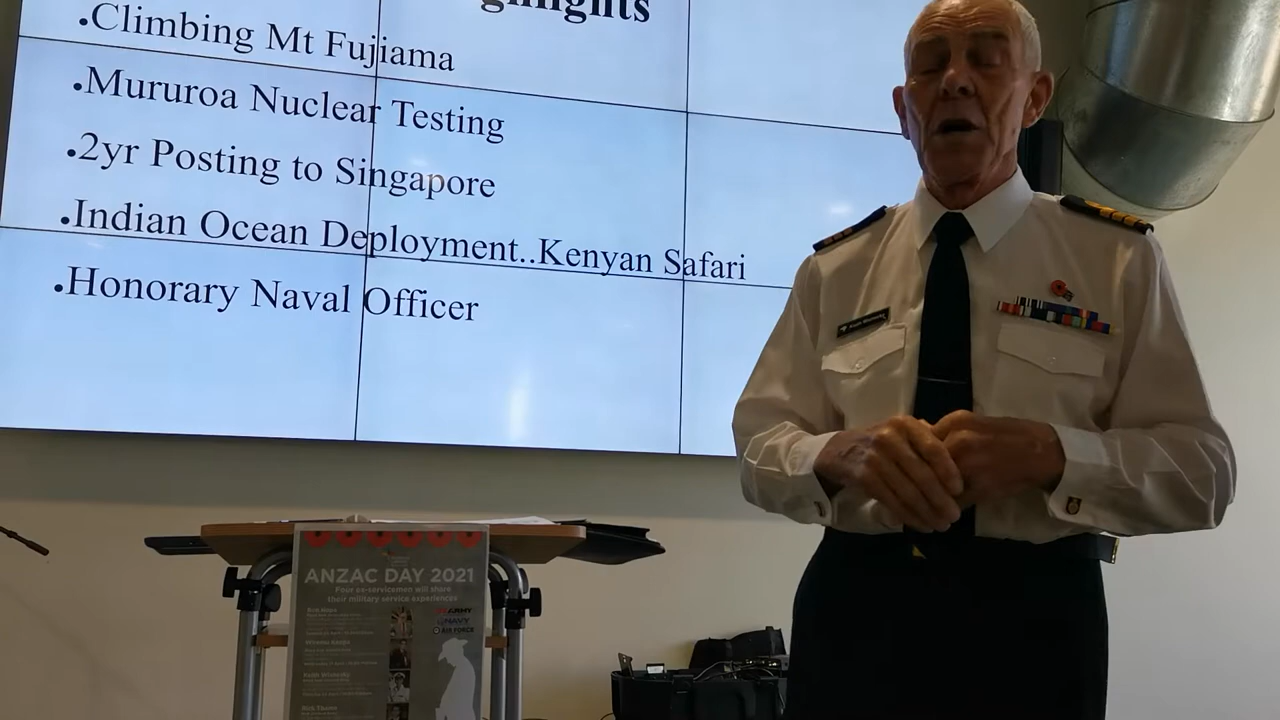 ghlights
•Climbing Mt Fujiama
•Mururoa Nuclear Testing
•2yr Posting to Singapore
•Indian Ocean Deployment..Kenyan Safari
•Honorary Naval Officer
ANZAC DAY 2021
Four ex-servicemen will share
their military service experiences
ARMY
NAVY
AIR FORCE